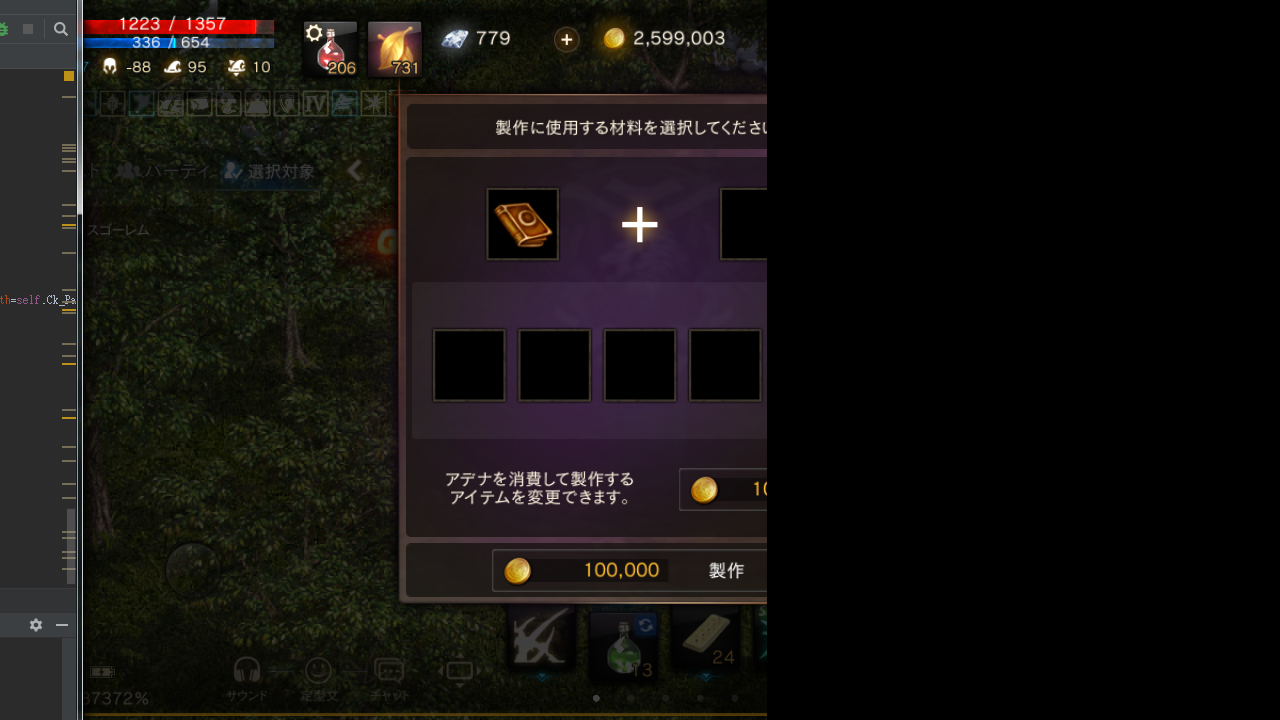 1223 / 1357
336 / 654
-88 95 10
206
731
779
2,599,003
IV
製作に使用する材料を選択してくださ
パーティ
選択対象
スゴーレム
th=self.Ck_Pa
アデナを消費して製作する
アイテムを変更できます。
10
100,000
製作
13
24
サウンド
定型文
チャット
37372%